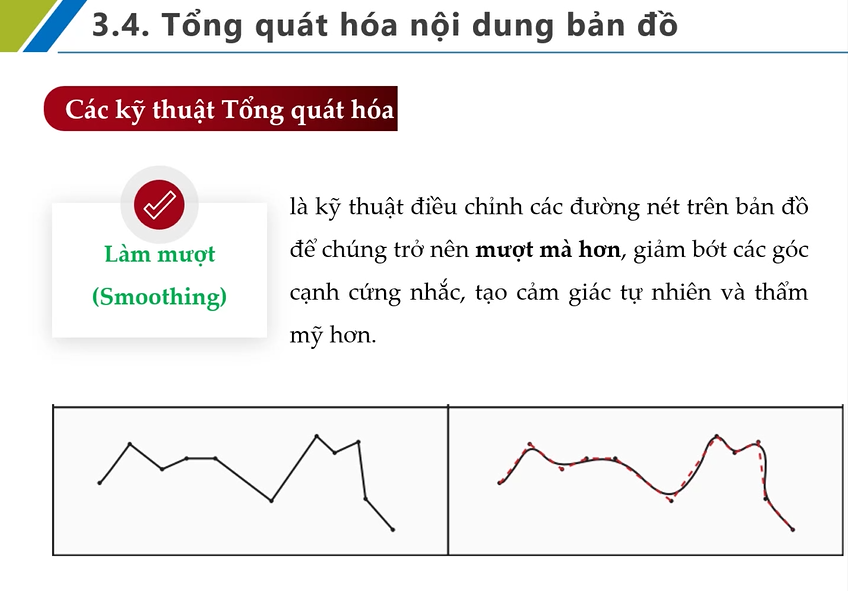 3.4. Tổng quát hóa nội dung bản đồ
Các kỹ thuật Tổng quát hóa
Làm mượt
(Smoothing)
là kỹ thuật điều chỉnh các đường nét trên bản đồ
để chúng trở nên mượt mà hơn, giảm bớt các góc
cạnh cứng nhắc, tạo cảm giác tự nhiên và thẩm
mỹ hơn.